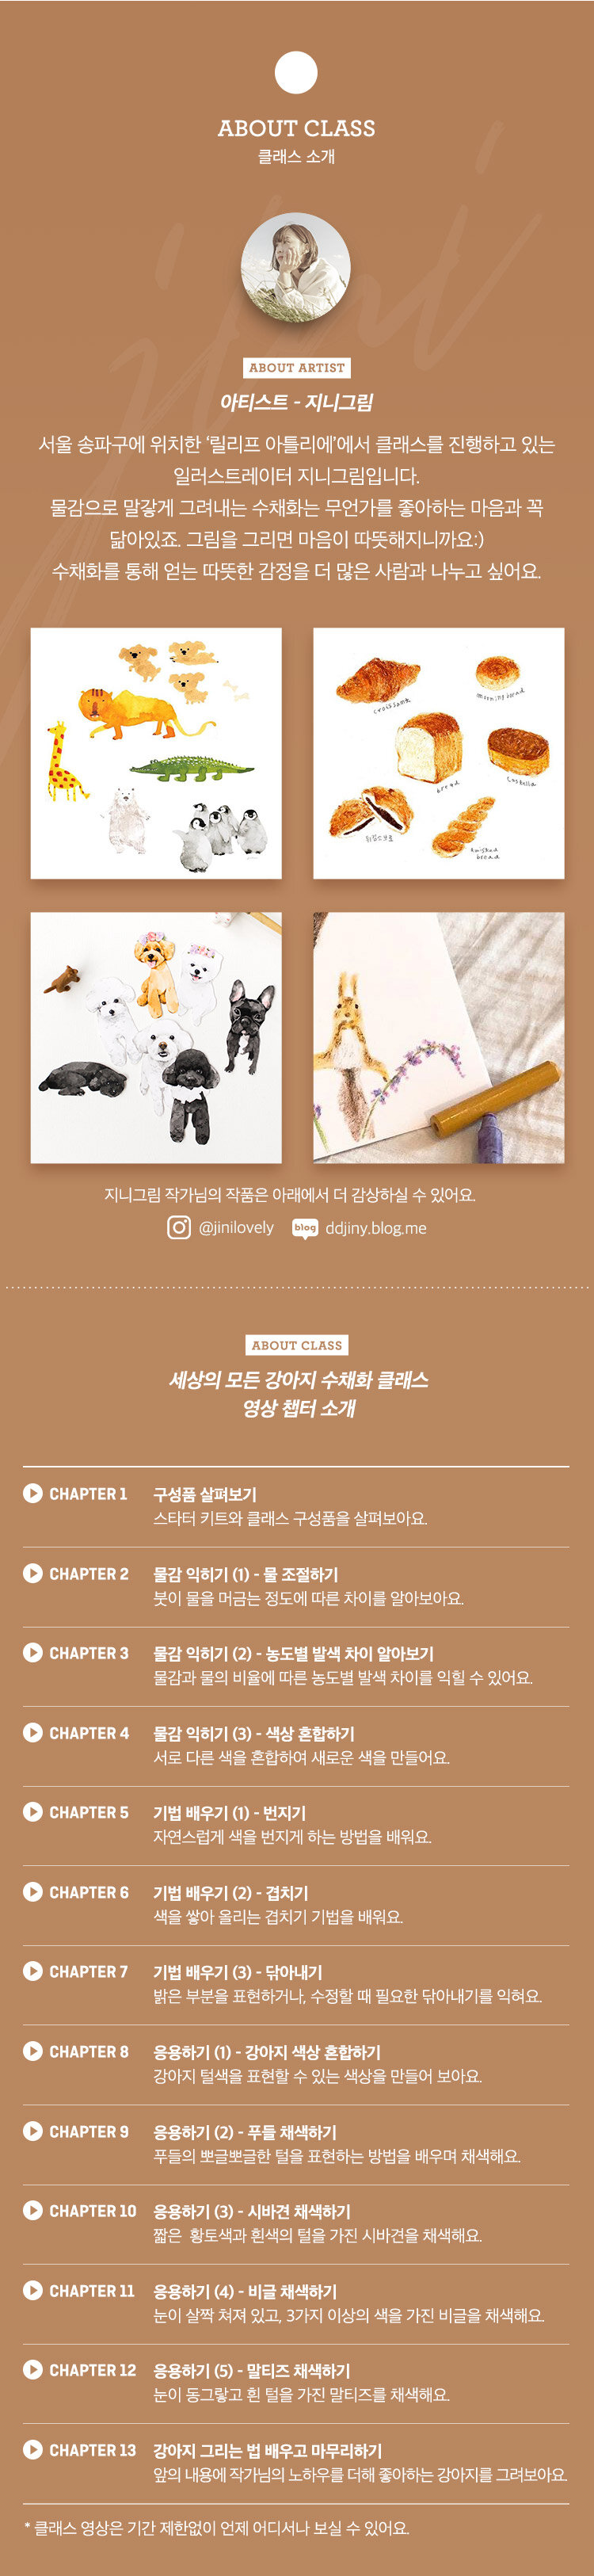 ABOUT CLASS
클래스 소개
ABOUT ARTIST
아티스트 - 지니그림
서울 송파구에 위치한 ‘릴리프 아틀리에’에서 클래스를 진행하고 있는
일러스트레이터 지니그림입니다.
물감으로 말갛게 그려내는 수채화는 무언가를 좋아하는 마음과 꼭
닮아있죠. 그림을 그리면 마음이 따뜻해지니까요:)
수채화를 통해 얻는 따뜻한 감정을 더 많은 사람과 나누고 싶어요.
morning bread
bread
twisted
bread
지니그림 작가님의 작품은 아래에서 더 감상하실 수 있어요.
@jinilovely blog ddjiny.blog.me
ABOUT CLASS
세상의 모든 강아지 수채화 클래스
영상 챕터 소개
CHAPTER 1 구성품 살펴보기
스타터 키트와 클래스 구성품을 살펴보아요.
CHAPTER 2 물감 익히기 (1) - 물 조절하기
붓이 물을 머금는 정도에 따른 차이를 알아보아요.
CHAPTER 3 물감 익히기 (2) - 농도별 발색 차이 알아보기
물감과 물의 비율에 따른 농도별 발색 차이를 익힐 수 있어요.
CHAPTER 4 물감 익히기 (3) - 색상 혼합하기
서로 다른 색을 혼합하여 새로운 색을 만들어요.
CHAPTER 5 기법 배우기 (1) - 번지기
자연스럽게 색을 번지게 하는 방법을 배워요.
CHAPTER 6 기법 배우기 (2) - 겹치기
색을 쌓아 올리는 겹치기 기법을 배워요.
CHAPTER 7 기법 배우기 (3) - 닦아내기
밝은 부분을 표현하거나, 수정할 때 필요한 닦아내기를 익혀요.
CHAPTER 8 응용하기 (1) - 강아지 색상 혼합하기
강아지 털색을 표현할 수 있는 색상을 만들어 보아요.
CHAPTER 9 응용하기 (2) - 푸들 채색하기
푸들의 뽀글뽀글한 털을 표현하는 방법을 배우며 채색해요.
CHAPTER 10 응용하기 (3) - 시바견 채색하기
짧은 황토색과 흰색의 털을 가진 시바견을 채색해요.
CHAPTER 11 응용하기 (4) - 비글 채색하기
눈이 살짝 쳐져 있고, 3가지 이상의 색을 가진 비글을 채색해요.
CHAPTER 12 응용하기 (5) - 말티즈 채색하기
눈이 동그랗고 흰 털을 가진 말티즈를 채색해요.
CHAPTER 13 강아지 그리는 법 배우고 마무리하기
앞의 내용에 작가님의 노하우를 더해 좋아하는 강아지를 그려보아요.
* 클래스 영상은 기간 제한없이 언제 어디서나 보실 수 있어요.